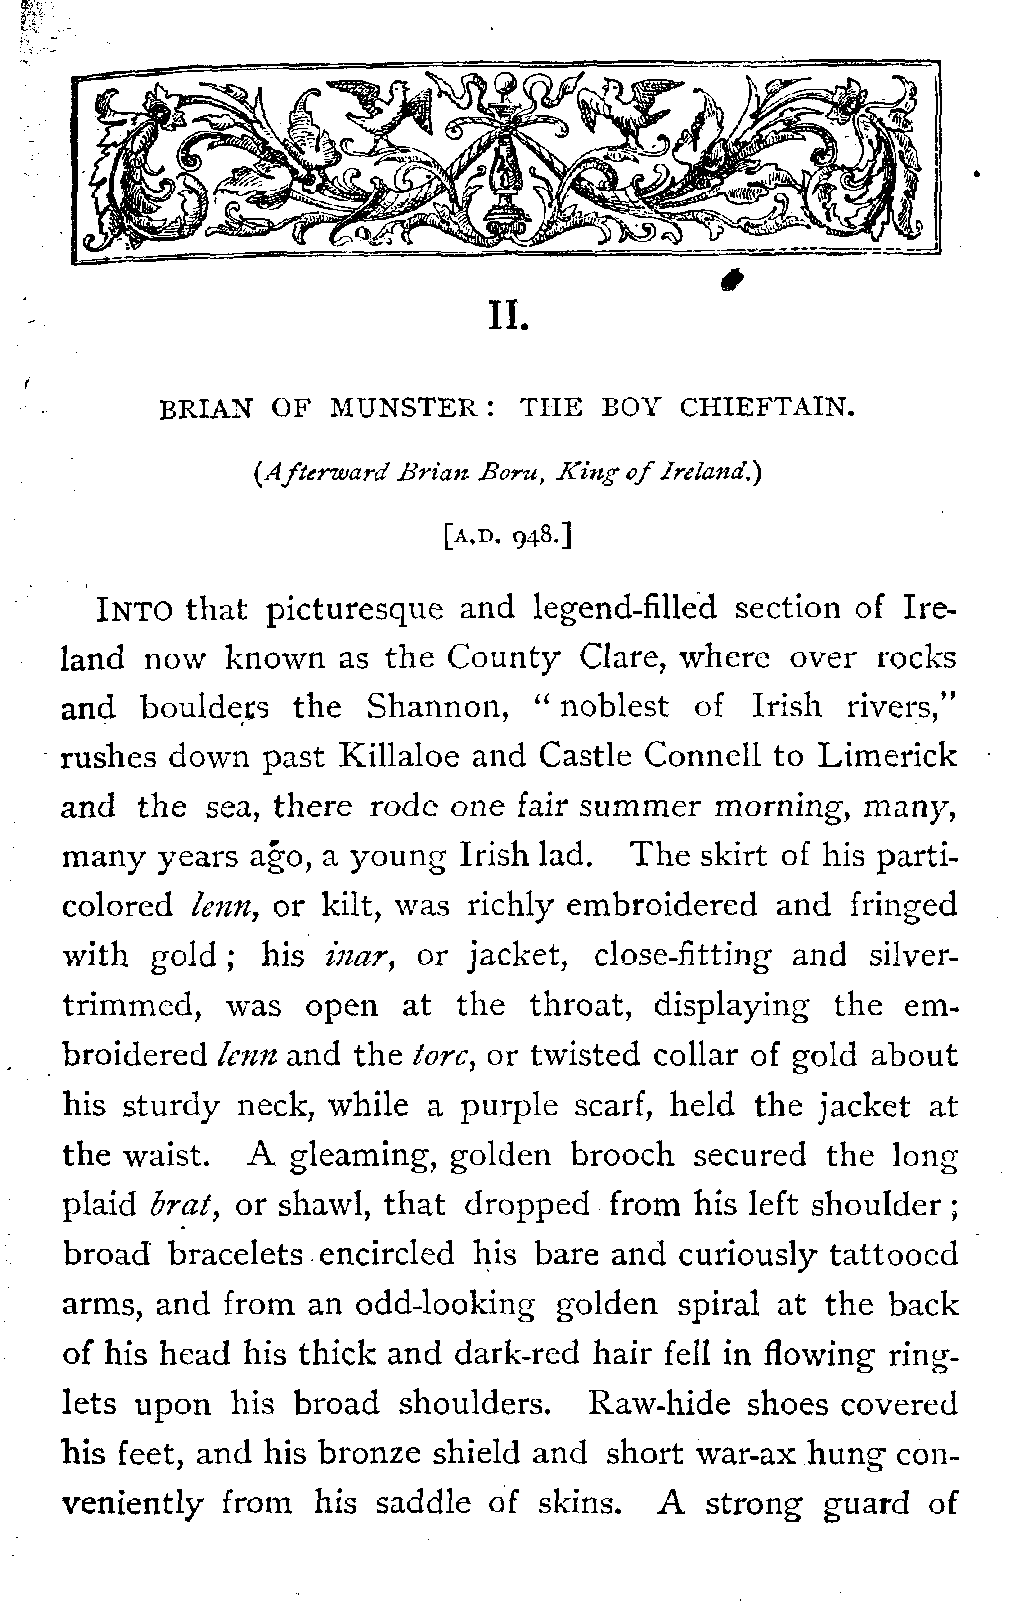 II.
BRIAN OF MUNSTER: THE BOY CHIEFTAIN.
(Afterward Brian Boru, King of Ireland.)
[A.D. 948.]
INTO that picturesque and legend-filled section of Ire-
land now known as the County Clare, where over rocks
and boulders the Shannon, “noblest of Irish rivers,”
rushes down past Killaloe and Castle Connell to Limerick
and the sea, there rode one fair summer morning, many,
many years ago, a young Irish lad. The skirt of his parti-
colored lenn, or kilt, was richly embroidered and fringed
with gold; his inar, or jacket, close-fitting and silver-
trimmed, was open at the throat, displaying the em-
broidered lenn and the torc, or twisted collar of gold about
his sturdy neck, while a purple scarf, held the jacket at
the waist. A gleaming, golden brooch secured the long
plaid brat, or shawl, that dropped from his left shoulder;
broad bracelets encircled his bare and curiously tattooed
arms, and from an odd-looking golden spiral at the back
of his head his thick and dark-red hair fell in flowing ring-
lets upon his broad shoulders. Raw-hide shoes covered
his feet, and his bronze shield and short war-ax hung con-
veniently from his saddle of skins. A strong guard of